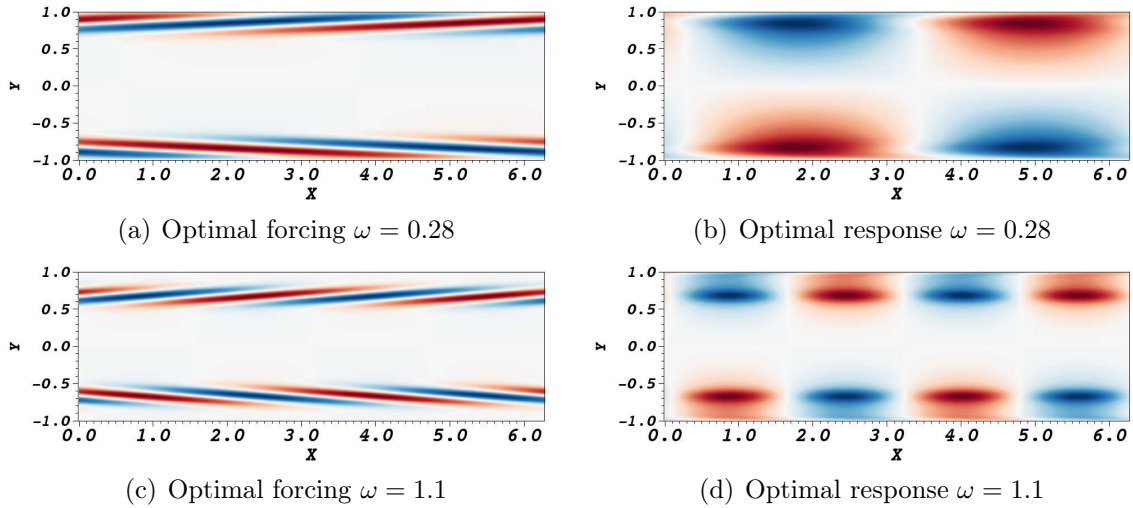 1.0 1.0
0.5 0.5
Y 0.0 Y 0.0
-0.5 -0.5
-1.0 -1.0
0.0 1.0 2.0 3.0 4.0 5.0 6.0 0.0 1.0 2.0 3.0 4.0 5.0 6.0
X X
(a) Optimal forcing ω = 0.28 (b) Optimal response ω = 0.28
1.0 1.0
0.5 0.5
Y 0.0 Y 0.0
-0.5 -0.5
-1.0 -1.0
0.0 1.0 2.0 3.0 4.0 5.0 6.0 0.0 1.0 2.0 3.0 4.0 5.0 6.0
X X
(c) Optimal forcing ω = 1.1 (d) Optimal response ω = 1.1